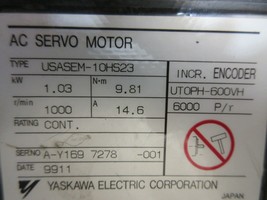 AC SERVO MOTOR
TYPE USASEM-10HS23 INCR. ENCODER
kW 1.03 N·m 9.81 UTOPH-600VH
r/min 1000 A 14.6 6000 P/r
RATING CONT.
SER NO A-Y169 7278 -001
DATE 9911
YASKAWA ELECTRIC CORPORATION
JAPAN